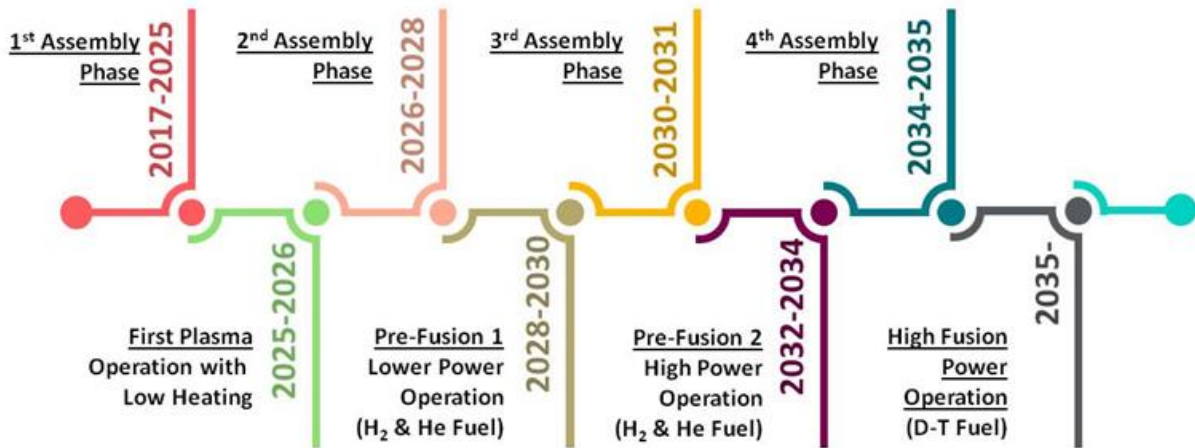 1st Assembly
Phase
2017-2025
2nd Assembly
Phase
2026-2028
3rd Assembly
Phase
2030-2031
4th Assembly
Phase
2034-2035
First Plasma
Operation with
Low Heating
2025-2026
Pre-Fusion 1
Lower Power
Operation
(H₂ & He Fuel)
2028-2030
Pre-Fusion 2
High Power
Operation
(H₂ & He Fuel)
2032-2034
High Fusion
Power
Operation
(D-T Fuel)
2035-